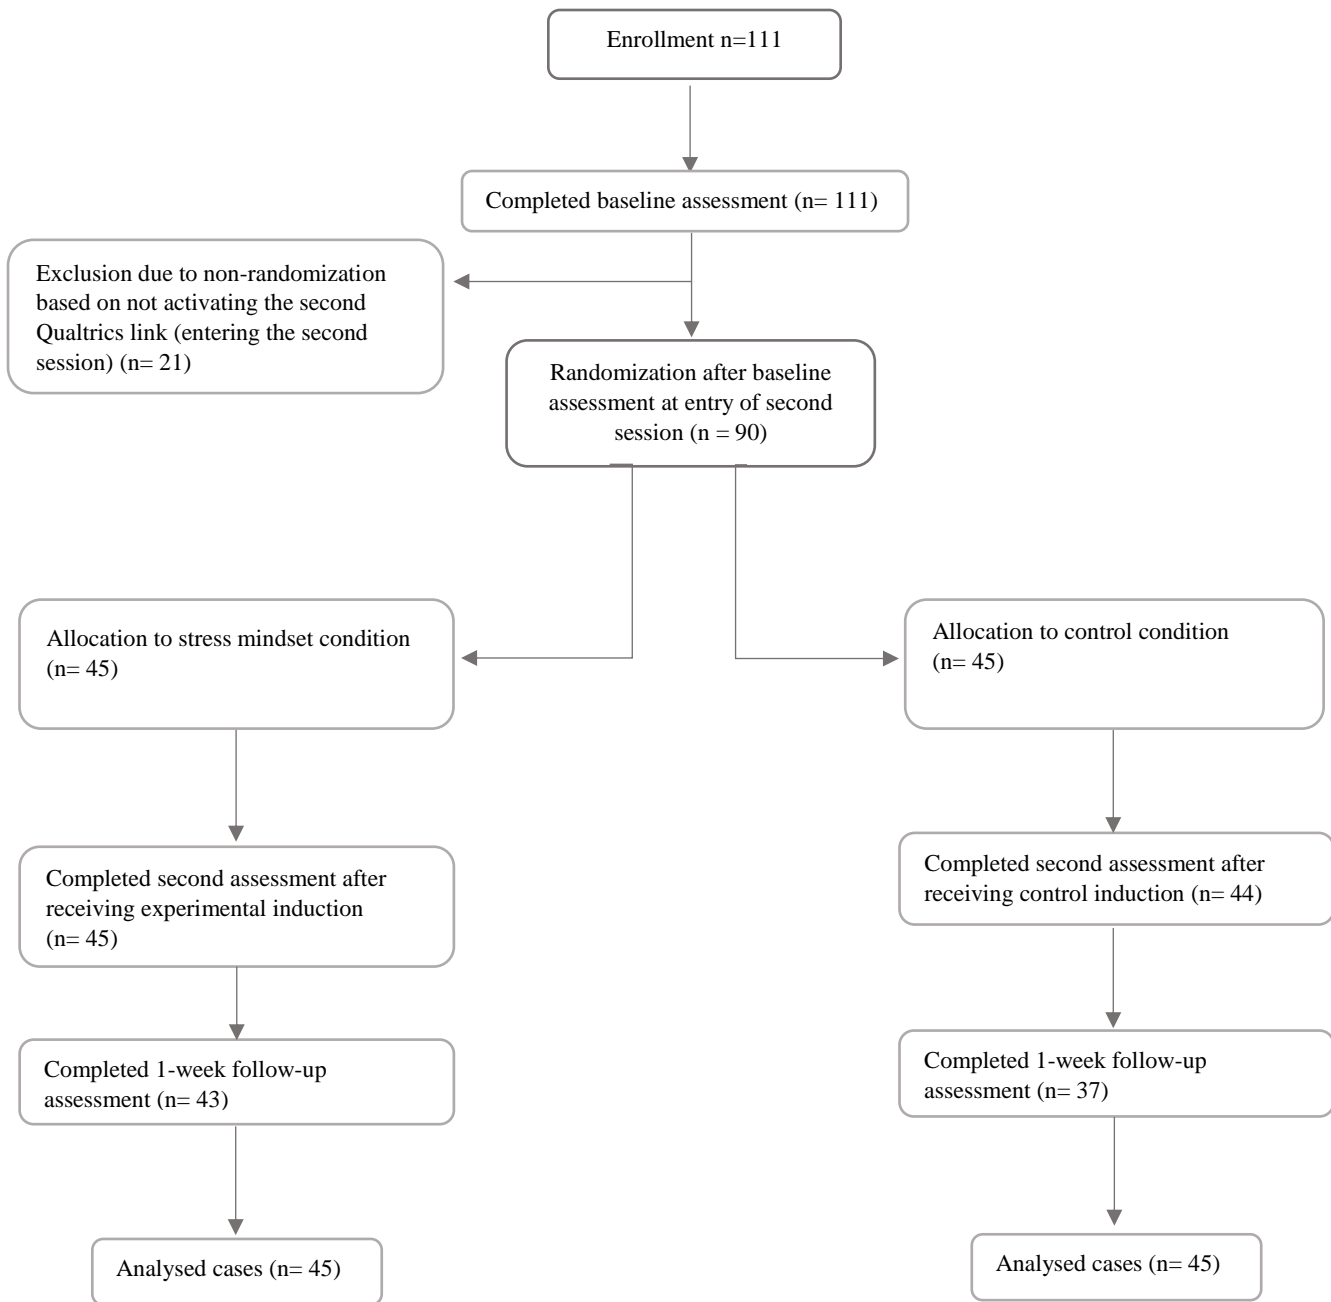 Enrollment n=111
Completed baseline assessment (n= 111)
Exclusion due to non-randomization
based on not activating the second
Qualtrics link (entering the second
session) (n= 21)
Randomization after baseline
assessment at entry of second
session (n = 90)
Allocation to stress mindset condition
(n= 45)
Allocation to control condition
(n= 45)
Completed second assessment after
receiving experimental induction
(n= 45)
Completed second assessment after
receiving control induction (n= 44)
Completed 1-week follow-up
assessment (n= 43)
Completed 1-week follow-up
assessment (n= 37)
Analysed cases (n= 45)
Analysed cases (n= 45)